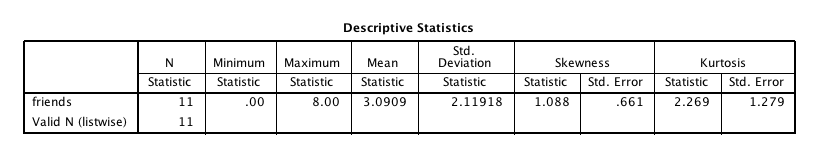 Descriptive Statistics
N Minimum Maximum Mean Std. Deviation Skewness Kurtosis
Statistic Statistic Statistic Statistic Statistic Statistic Std. Error Statistic Std. Error
friends 11 .00 8.00 3.0909 2.11918 1.088 .661 2.269 1.279
Valid N (listwise) 11